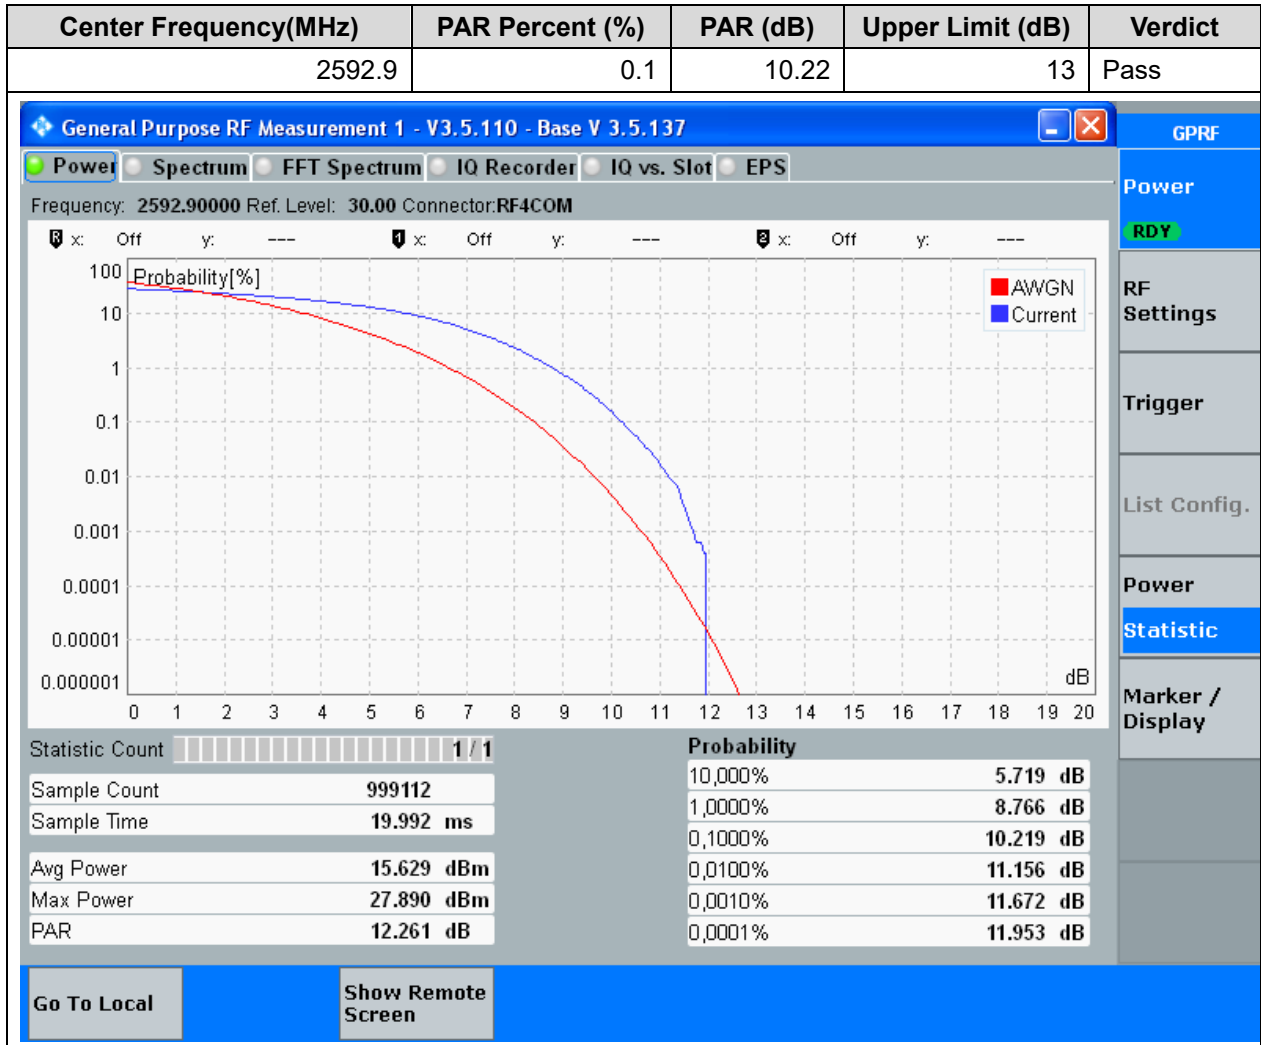 Center Frequency(MHz) PAR Percent (%) PAR (dB) Upper Limit (dB) Verdict
2592.9 0.1 10.22 13 Pass
General Purpose RF Measurement 1 - V3.5.110 - Base V 3.5.137
GPRF
Power Spectrum FFT Spectrum IQ Recorder IQ vs. Slot EPS
Power
RDY
Frequency: 2592.90000 Ref. Level: 30.00 Connector:RF4COM
R x: Off y: --- 1 x: Off y: --- 2 x: Off y: ---
Probability[%]
AWGN
Current
100
10
1
0.1
0.01
0.001
0.0001
0.00001
0.000001
dB
0 1 2 3 4 5 6 7 8 9 10 11 12 13 14 15 16 17 18 19 20
RF
Settings
Trigger
List Config.
Power
Statistic
Marker /
Display
Statistic Count 1 / 1
Sample Count 999112
Sample Time 19.992 ms
Avg Power 15.629 dBm
Max Power 27.890 dBm
PAR 12.261 dB
Probability
10,000% 5.719 dB
1,0000% 8.766 dB
0,1000% 10.219 dB
0,0100% 11.156 dB
0,0010% 11.672 dB
0,0001% 11.953 dB
Go To Local
Show Remote
Screen